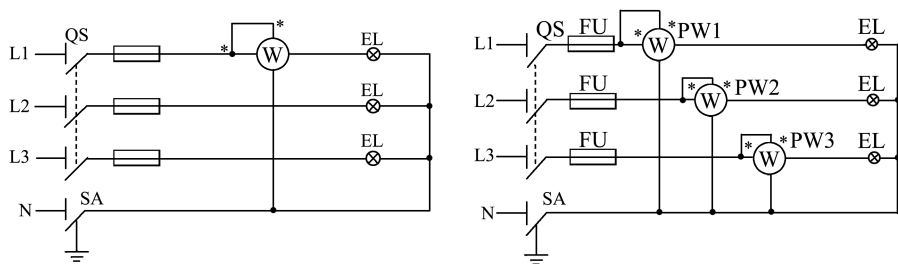 QS * EL
L1 * W
EL
L2
EL
L3
SA
N
QS FU * PW1 EL
L1 * W
FU * PW2 EL
L2 * W
FU * PW3 EL
L3 * W
SA
N